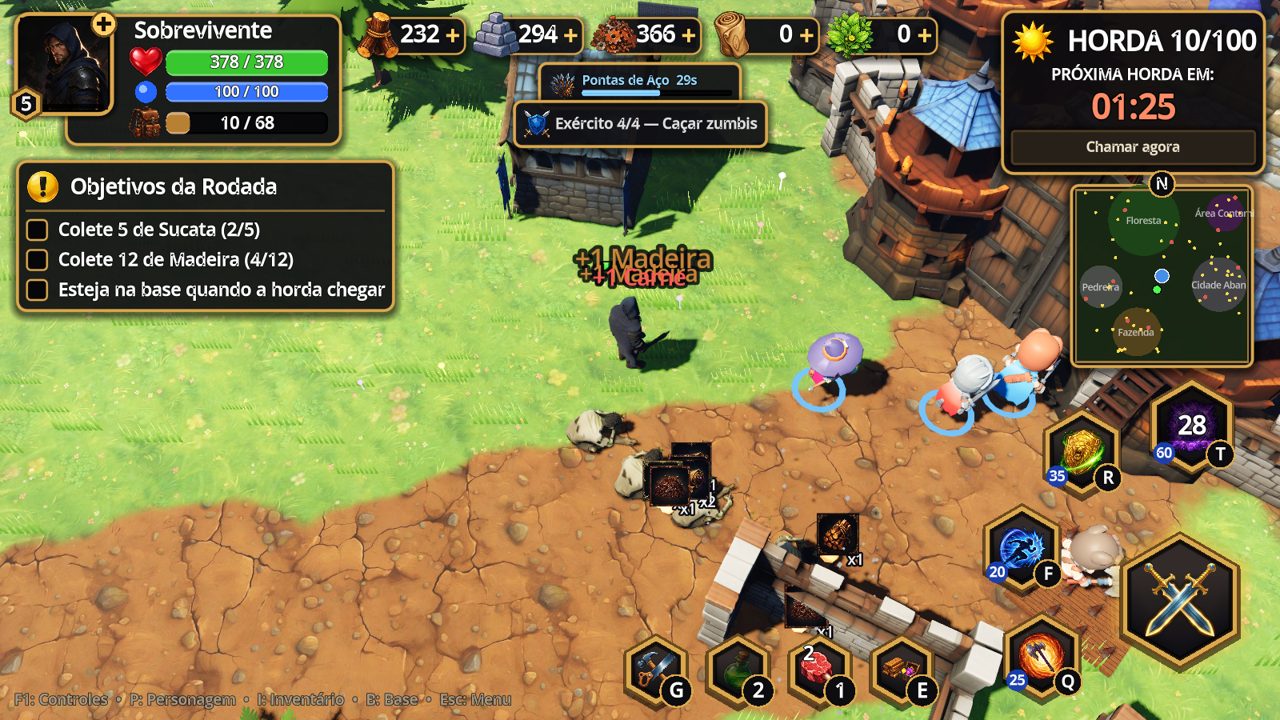 Sobrevivente
378 / 378
100 / 100
10 / 68
5
232 +
294 +
366 +
0 +
0 +
Pontas de Aço 29s
Exército 4/4 — Caçar zumbis
HORDA 10/100
PRÓXIMA HORDA EM:
01:25
Chamar agora
Objetivos da Rodada
Colete 5 de Sucata (2/5)
Colete 12 de Madeira (4/12)
Esteja na base quando a horda chegar
N
Floresta
Pedreira
Cidade Aban
Fazenda
+1 Madeira
+1 Carne
x1
x2
x1
x1
28
60
T
35
R
20
F
25
Q
G
2
2
1
E
F1: Controles • P: Personagem • I: Inventário • B: Base • Esc: Menu